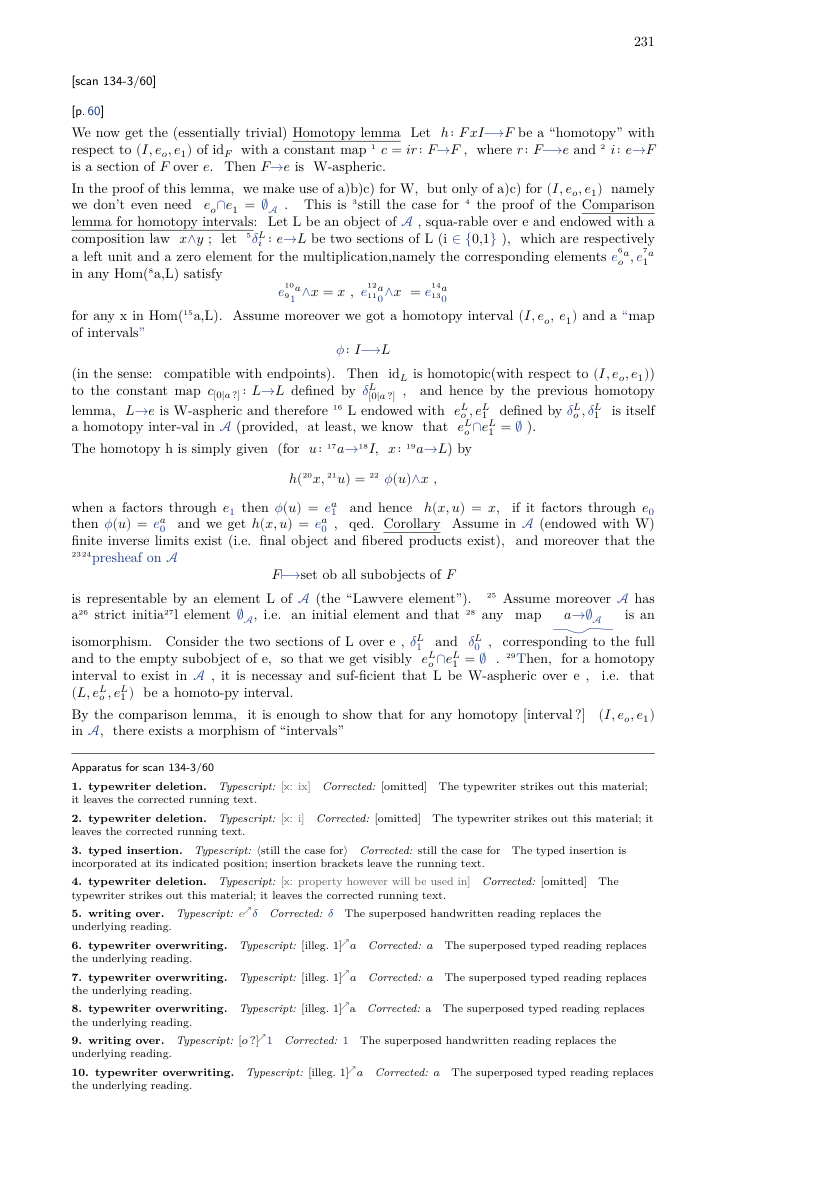 231
[scan 134-3/60]
[p. 60]
We now get the (essentially trivial) Homotopy lemma Let h: FxI⟶F be a “homotopy” with
respect to (I, e_o, e_1) of id_F with a constant map ¹ c = ir: F→F , where r: F⟶e and ² i: e→F
is a section of F over e. Then F→e is W-aspheric.
In the proof of this lemma, we make use of a)b)c) for W, but only of a)c) for (I, e_o, e_1) namely
we don’t even need e_o∩e_1 = ∅_𝒜 . This is ³still the case for ⁴ the proof of the Comparison
lemma for homotopy intervals: Let L be an object of 𝒜 , squa-rable over e and endowed with a
composition law x∧y ; let ⁵δ_i^L: e→L be two sections of L (i ∈ {0,1} ), which are respectively
a left unit and a zero element for the multiplication,namely the corresponding elements e_o^{⁶a}, e_1^{⁷a}
in any Hom(⁸a,L) satisfy
e_{⁹1}^{¹⁰a}∧x = x , e_{¹¹0}^{¹²a}∧x = e_{¹³0}^{¹⁴a}
for any x in Hom(¹⁵a,L). Assume moreover we got a homotopy interval (I, e_o, e_1) and a “map
of intervals”
ϕ: I⟶L
(in the sense: compatible with endpoints). Then id_L is homotopic(with respect to (I, e_o, e_1))
to the constant map c_{[0|a ?]}: L→L defined by δ^L_{[0|a ?]} , and hence by the previous homotopy
lemma, L→e is W-aspheric and therefore ¹⁶ L endowed with e_o^L, e_1^L defined by δ_o^L, δ_1^L is itself
a homotopy inter-val in 𝒜 (provided, at least, we know that e_o^L∩e_1^L = ∅ ).
The homotopy h is simply given (for u: ¹⁷a→¹⁸I, x: ¹⁹a→L) by
h(²⁰x, ²¹u) = ²² ϕ(u)∧x ,
when a factors through e_1 then ϕ(u) = e_1^a and hence h(x, u) = x, if it factors through e_0
then ϕ(u) = e_0^a and we get h(x, u) = e_0^a , qed. Corollary Assume in 𝒜 (endowed with W)
finite inverse limits exist (i.e. final object and fibered products exist), and moreover that the
²³²⁴presheaf on 𝒜
F⟼set ob all subobjects of F
is representable by an element L of 𝒜 (the “Lawvere element”). ²⁵ Assume moreover 𝒜 has
a²⁶ strict initia²⁷l element ∅_𝒜, i.e. an initial element and that ²⁸ any map a→∅_𝒜 is an
isomorphism. Consider the two sections of L over e , δ_1^L and δ_0^L , corresponding to the full
and to the empty subobject of e, so that we get visibly e_o^L∩e_1^L = ∅ . ²⁹Then, for a homotopy
interval to exist in 𝒜 , it is necessay and suf-ficient that L be W-aspheric over e , i.e. that
(L, e_o^L, e_1^L) be a homoto-py interval.
By the comparison lemma, it is enough to show that for any homotopy [interval ?] (I, e_o, e_1)
in 𝒜, there exists a morphism of “intervals”
Apparatus for scan 134-3/60
1. typewriter deletion. Typescript: [x: ix] Corrected: [omitted] The typewriter strikes out this material;
it leaves the corrected running text.
2. typewriter deletion. Typescript: [x: i] Corrected: [omitted] The typewriter strikes out this material; it
leaves the corrected running text.
3. typed insertion. Typescript: ⟨still the case for⟩ Corrected: still the case for The typed insertion is
incorporated at its indicated position; insertion brackets leave the running text.
4. typewriter deletion. Typescript: [x: property however will be used in] Corrected: [omitted] The
typewriter strikes out this material; it leaves the corrected running text.
5. writing over. Typescript: e↗δ Corrected: δ The superposed handwritten reading replaces the
underlying reading.
6. typewriter overwriting. Typescript: [illeg. 1]↗a Corrected: a The superposed typed reading replaces
the underlying reading.
7. typewriter overwriting. Typescript: [illeg. 1]↗a Corrected: a The superposed typed reading replaces
the underlying reading.
8. typewriter overwriting. Typescript: [illeg. 1]↗a Corrected: a The superposed typed reading replaces
the underlying reading.
9. writing over. Typescript: [o ?]↗1 Corrected: 1 The superposed handwritten reading replaces the
underlying reading.
10. typewriter overwriting. Typescript: [illeg. 1]↗a Corrected: a The superposed typed reading replaces
the underlying reading.